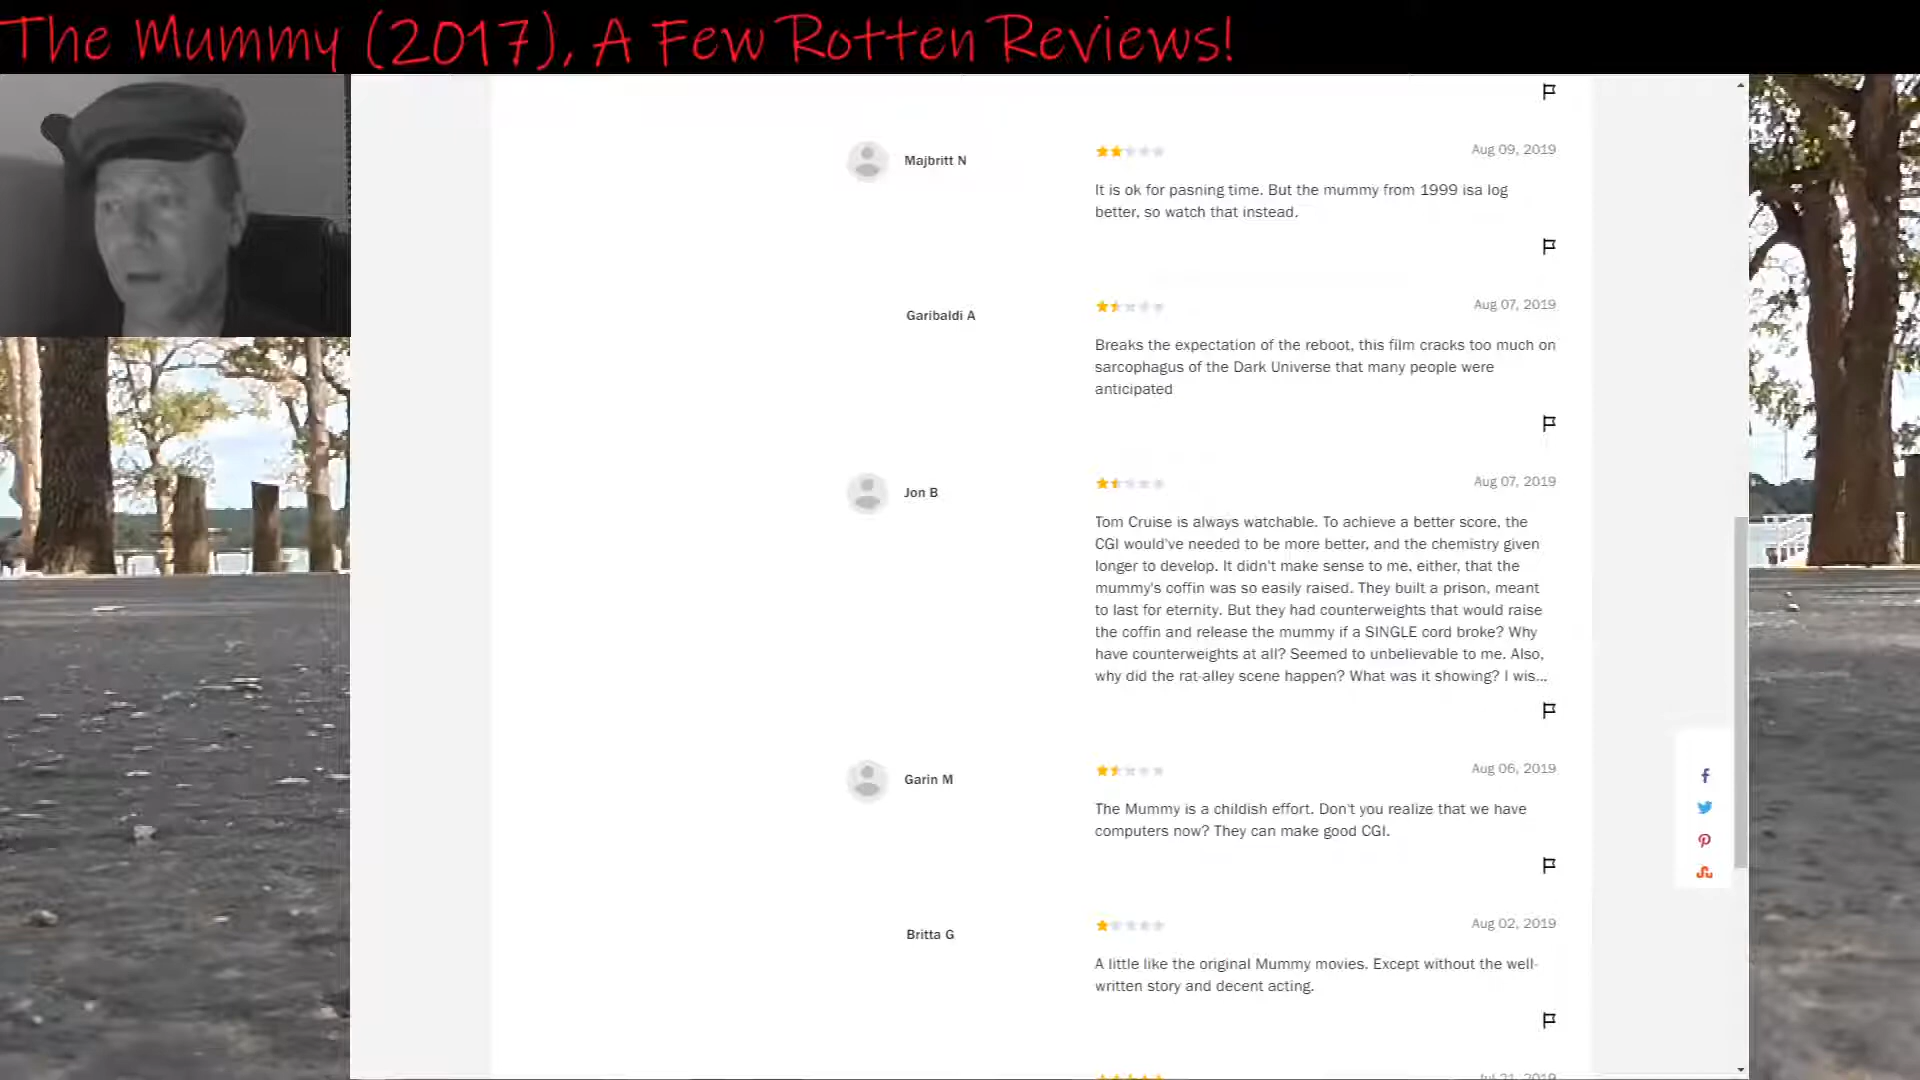 The Mummy (2017), A Few Rotten Reviews!
Majbritt N
Aug 09, 2019
It is ok for pasning time. But the mummy from 1999 isa log
better, so watch that instead.
Garibaldi A
Aug 07, 2019
Breaks the expectation of the reboot, this film cracks too much on
sarcophagus of the Dark Universe that many people were
anticipated
Jon B
Aug 07, 2019
Tom Cruise is always watchable. To achieve a better score, the
CGI would've needed to be more better, and the chemistry given
longer to develop. It didn't make sense to me, either, that the
mummy's coffin was so easily raised. They built a prison, meant
to last for eternity. But they had counterweights that would raise
the coffin and release the mummy if a SINGLE cord broke? Why
have counterweights at all? Seemed to unbelievable to me. Also,
why did the rat-alley scene happen? What was it showing? I wis...
Garin M
Aug 06, 2019
The Mummy is a childish effort. Don't you realize that we have
computers now? They can make good CGI.
Britta G
Aug 02, 2019
A little like the original Mummy movies. Except without the well-
written story and decent acting.
Jul 21, 2019